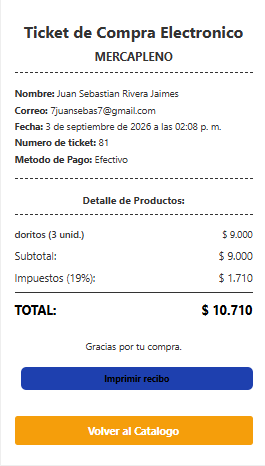 Ticket de Compra Electronico
MERCAPLENO
Nombre: Juan Sebastian Rivera Jaimes
Correo: 7juansebas7@gmail.com
Fecha: 3 de septiembre de 2026 a las 02:08 p. m.
Numero de ticket: 81
Metodo de Pago: Efectivo
Detalle de Productos:
doritos (3 unid.) $ 9.000
Subtotal: $ 9.000
Impuestos (19%): $ 1.710
TOTAL: $ 10.710
Gracias por tu compra.
Imprimir recibo
Volver al Catalogo